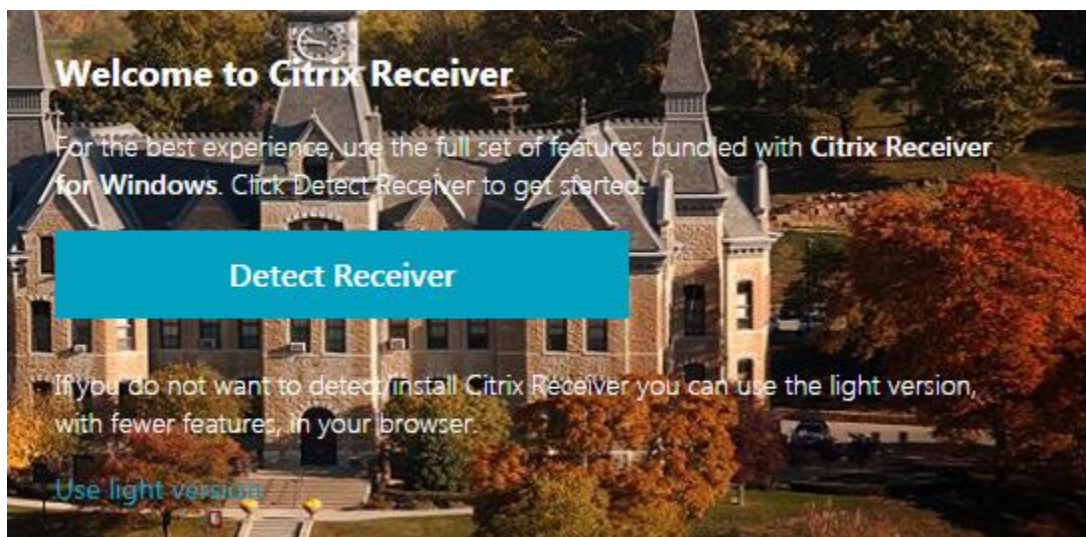 Welcome to Citrix Receiver
For the best experience, use the full set of features bundled with Citrix Receiver
for Windows. Click Detect Receiver to get started.
Detect Receiver
If you do not want to detect/install Citrix Receiver you can use the light version,
with fewer features, in your browser.
Use light version